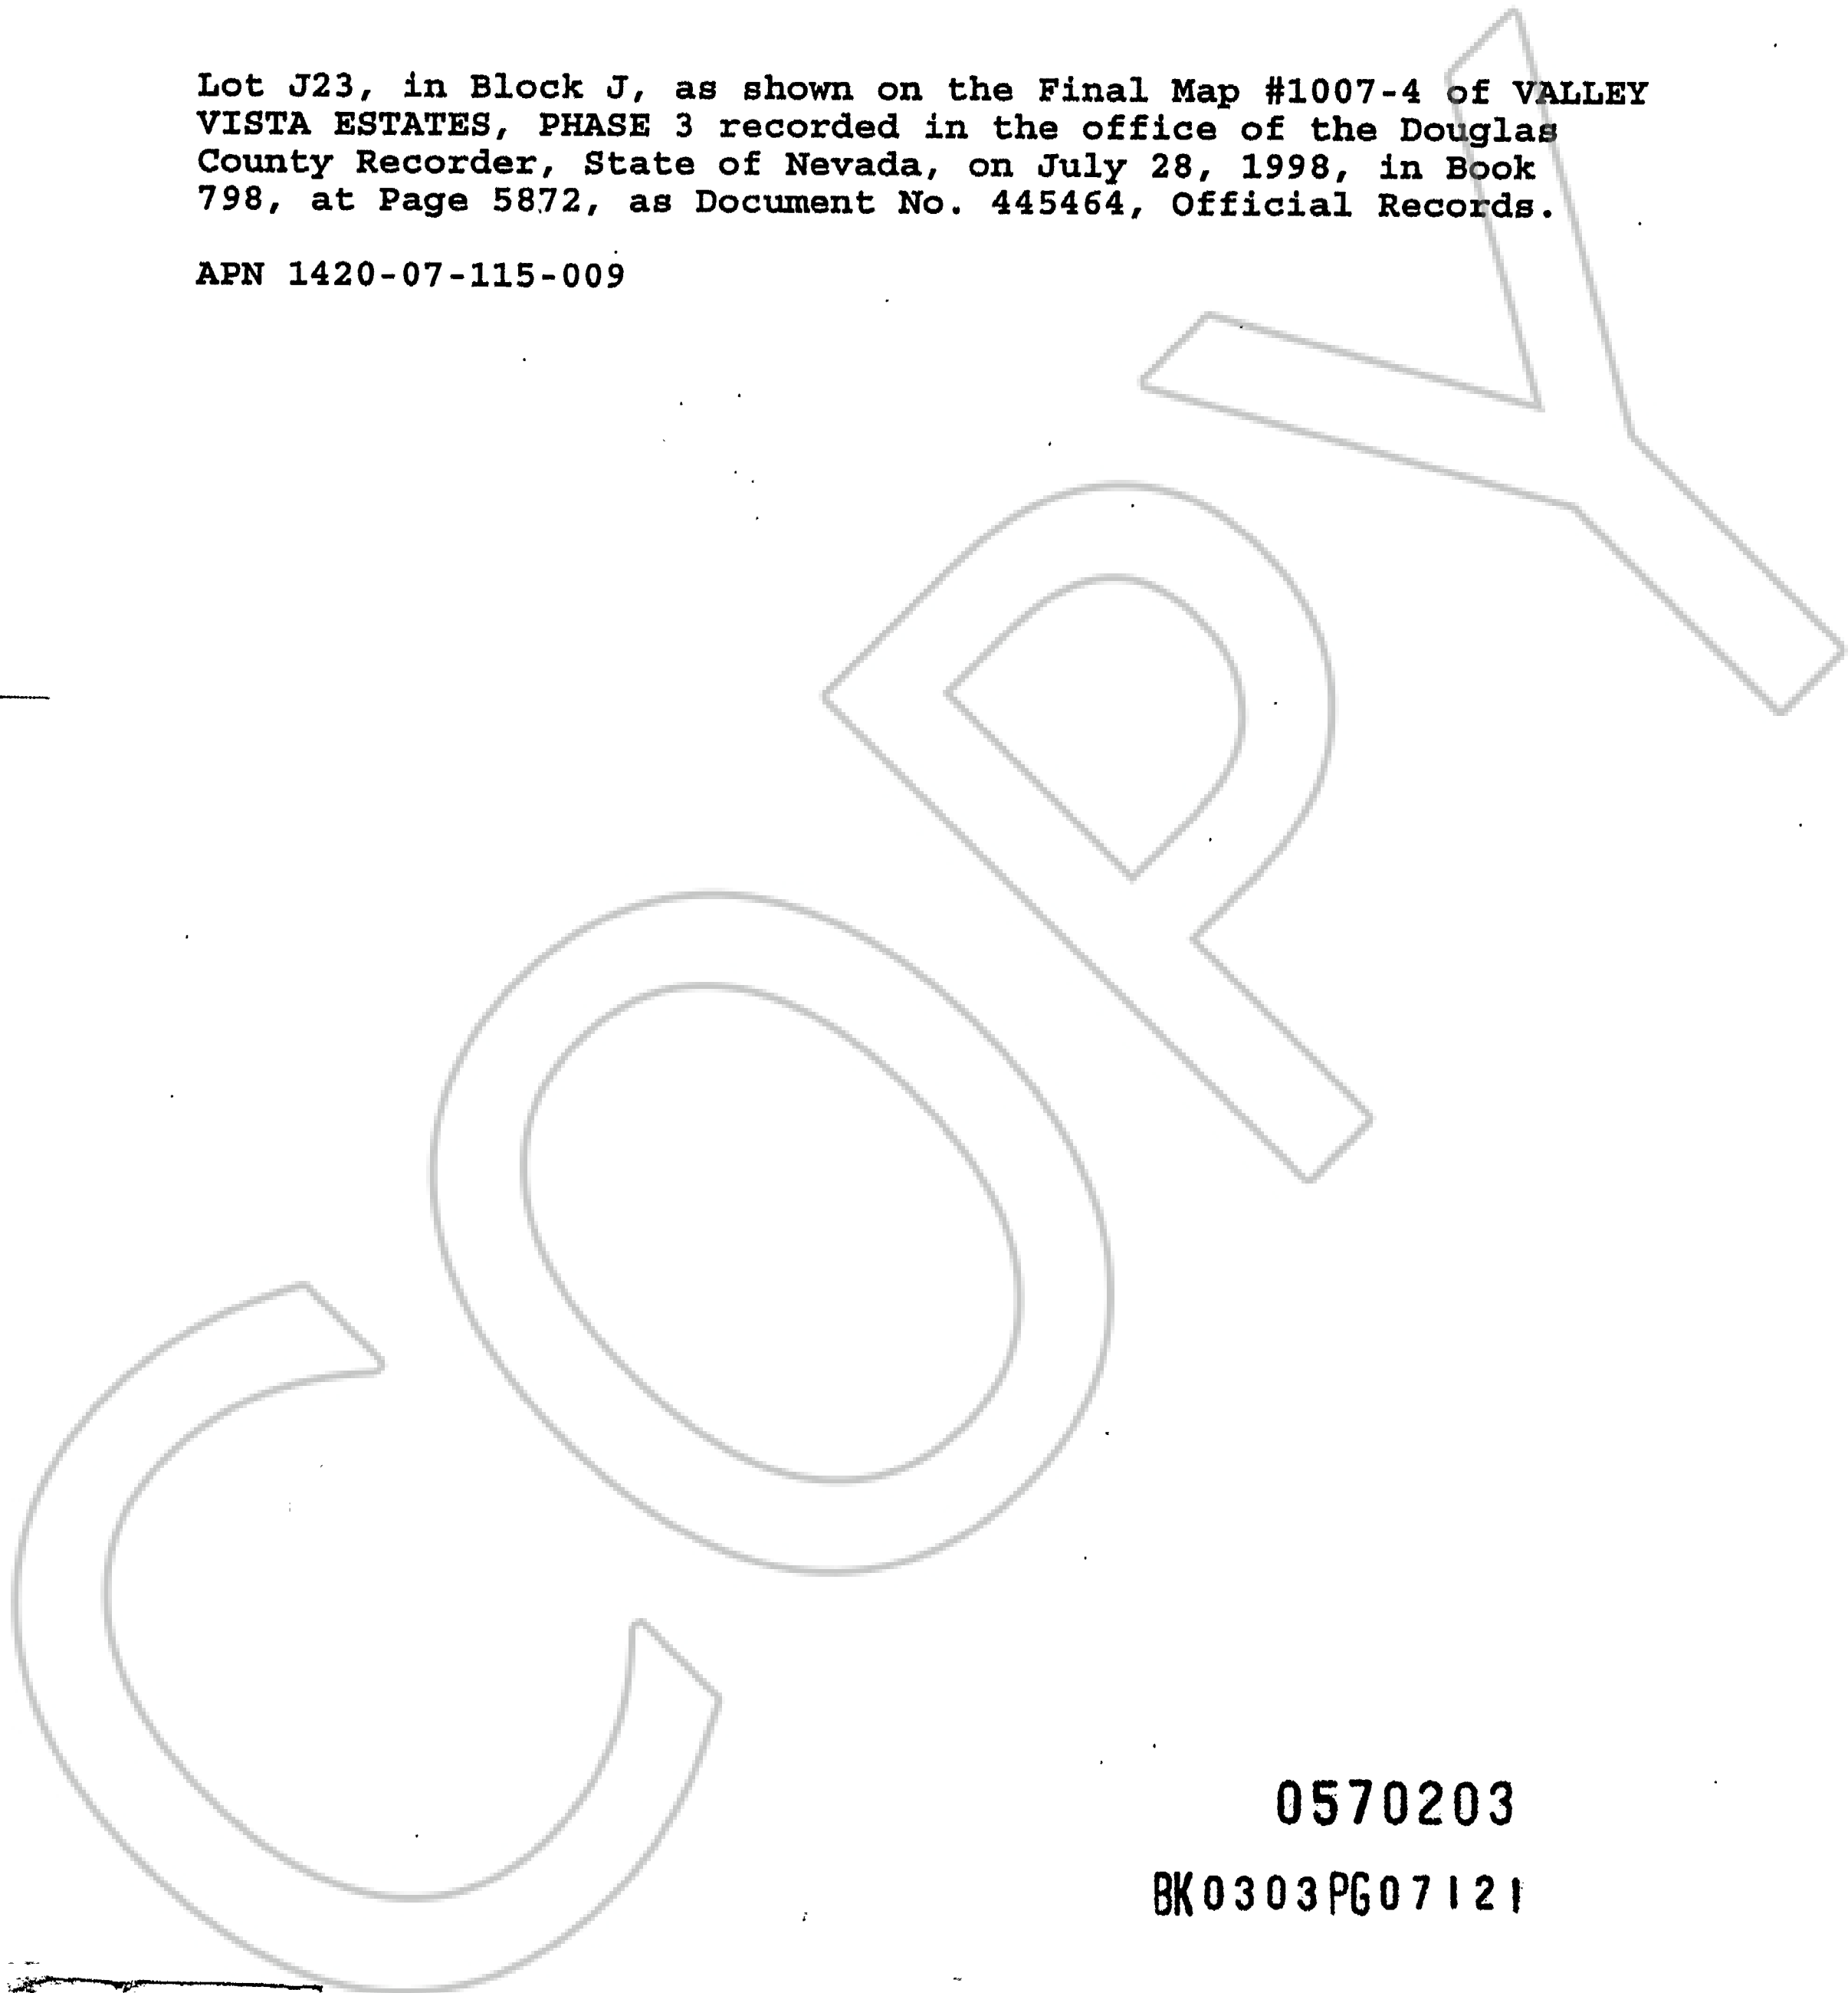 Lot J23, in Block J, as shown on the Final Map #1007-4 of VALLEY
VISTA ESTATES, PHASE 3 recorded in the office of the Douglas
County Recorder, State of Nevada, on July 28, 1998, in Book
798, at Page 5872, as Document No. 445464, Official Records.
APN 1420-07-115-009
COPY
0570203
BK0303PG07121